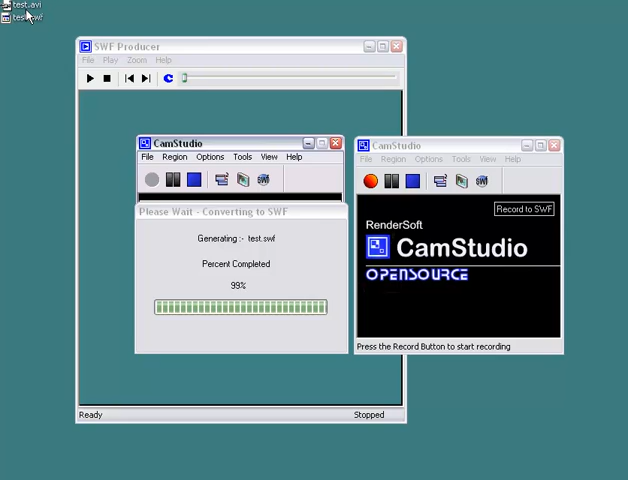 test.avi
test.swf
SWF Producer
File Play Zoom Help
CamStudio
File Region Options Tools View Help
SWF
Please Wait - Converting to SWF
Generating :- test.swf
Percent Completed
99%
CamStudio
File Region Options Tools View Help
SWF
Record to SWF
RenderSoft
CamStudio
OPENSOURCE
Press the Record Button to start recording
Ready Stopped